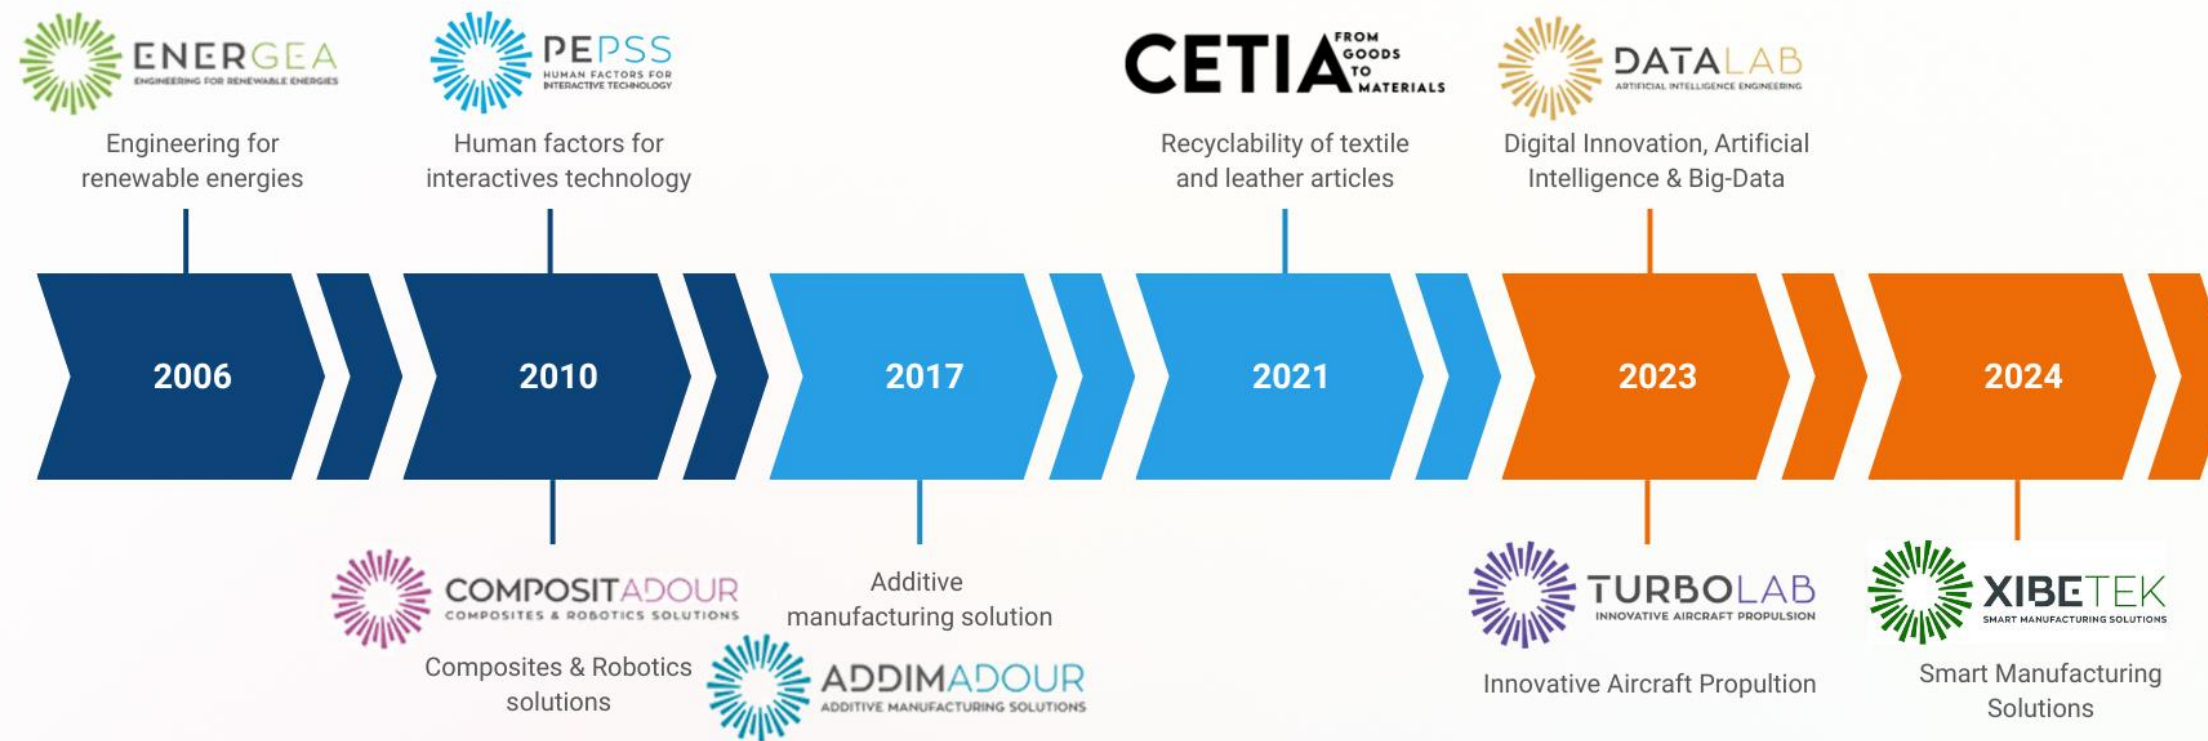 ENERGEA
ENGINEERING FOR RENEWABLE ENERGIES
Engineering for
renewable energies
PEPSS
HUMAN FACTORS FOR
INTERACTIVE TECHNOLOGY
Human factors for
interactives technology
CETIA
FROM
GOODS
TO
MATERIALS
Recyclability of textile
and leather articles
DATALAB
ARTIFICIAL INTELLIGENCE ENGINEERING
Digital Innovation, Artificial
Intelligence & Big-Data
2006
2010
2017
2021
2023
2024
COMPOSITADOUR
COMPOSITES & ROBOTICS SOLUTIONS
Composites & Robotics
solutions
Additive
manufacturing solution
ADDIMADOUR
ADDITIVE MANUFACTURING SOLUTIONS
TURBOLAB
INNOVATIVE AIRCRAFT PROPULSION
Innovative Aircraft Propultion
XIBETEK
SMART MANUFACTURING SOLUTIONS
Smart Manufacturing
Solutions